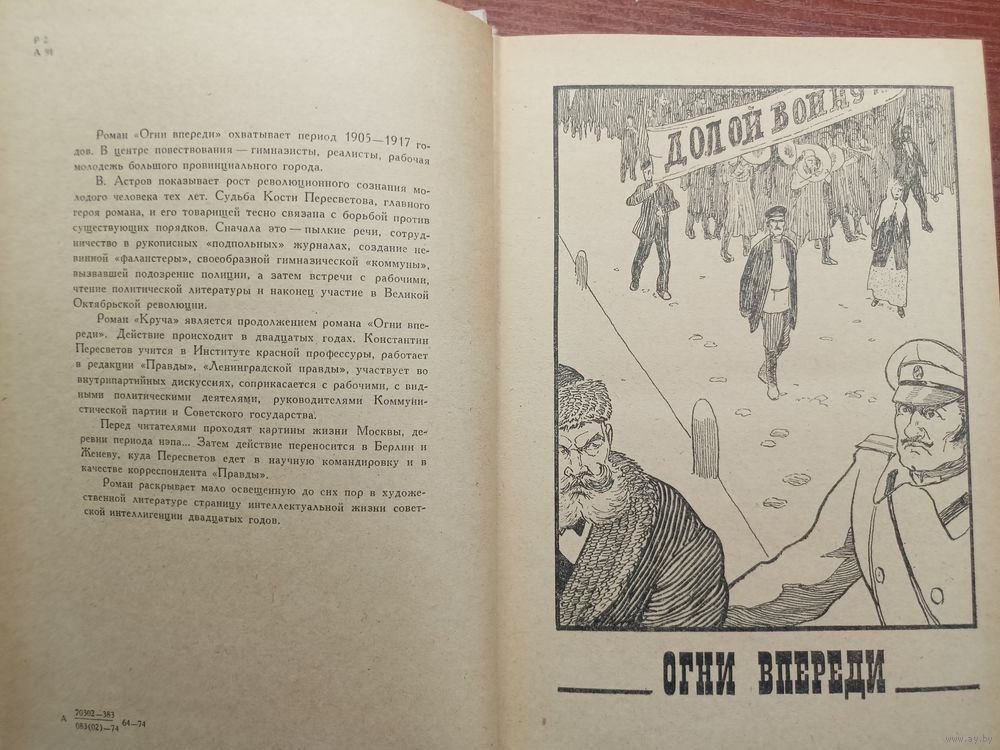 Р 2
А 91
Роман «Огни впереди» охватывает период 1905—1917 го-
дов. В центре повествования — гимназисты, реалисты, рабочая
молодежь большого провинциального города.
В. Астров показывает рост революционного сознания мо-
лодого человека тех лет. Судьба Кости Пересветова, главного
героя романа, и его товарищей тесно связана с борьбой против
существующих порядков. Сначала это — пылкие речи, сотруд-
ничество в рукописных «подпольных» журналах, создание не-
винной «фаланстеры», своеобразной гимназической «коммуны»,
вызвавшей подозрение полиции, а затем встречи с рабочими,
чтение политической литературы и наконец участие в Великой
Октябрьской революции.
Роман «Круча» является продолжением романа «Огни впе-
реди». Действие происходит в двадцатых годах. Константин
Пересветов учится в Институте красной профессуры, работает
в редакции «Правды», «Ленинградской правды», участвует во
внутрипартийных дискуссиях, соприкасается с рабочими, с вид-
ными политическими деятелями, руководителями Коммуни-
стической партии и Советского государства.
Перед читателями проходят картины жизни Москвы, де-
ревни периода нэпа... Затем действие переносится в Берлин и
Женеву, куда Пересветов едет в научную командировку и в
качестве корреспондента «Правды».
Роман раскрывает мало освещенную до сих пор в художе-
ственной литературе страницу интеллектуальной жизни совет-
ской интеллигенции двадцатых годов.
А 70302—383
083(02)—74 64—74
ДОЛОЙ ВОЙНУ
ОГНИ ВПЕРЕДИ
www.ay.by